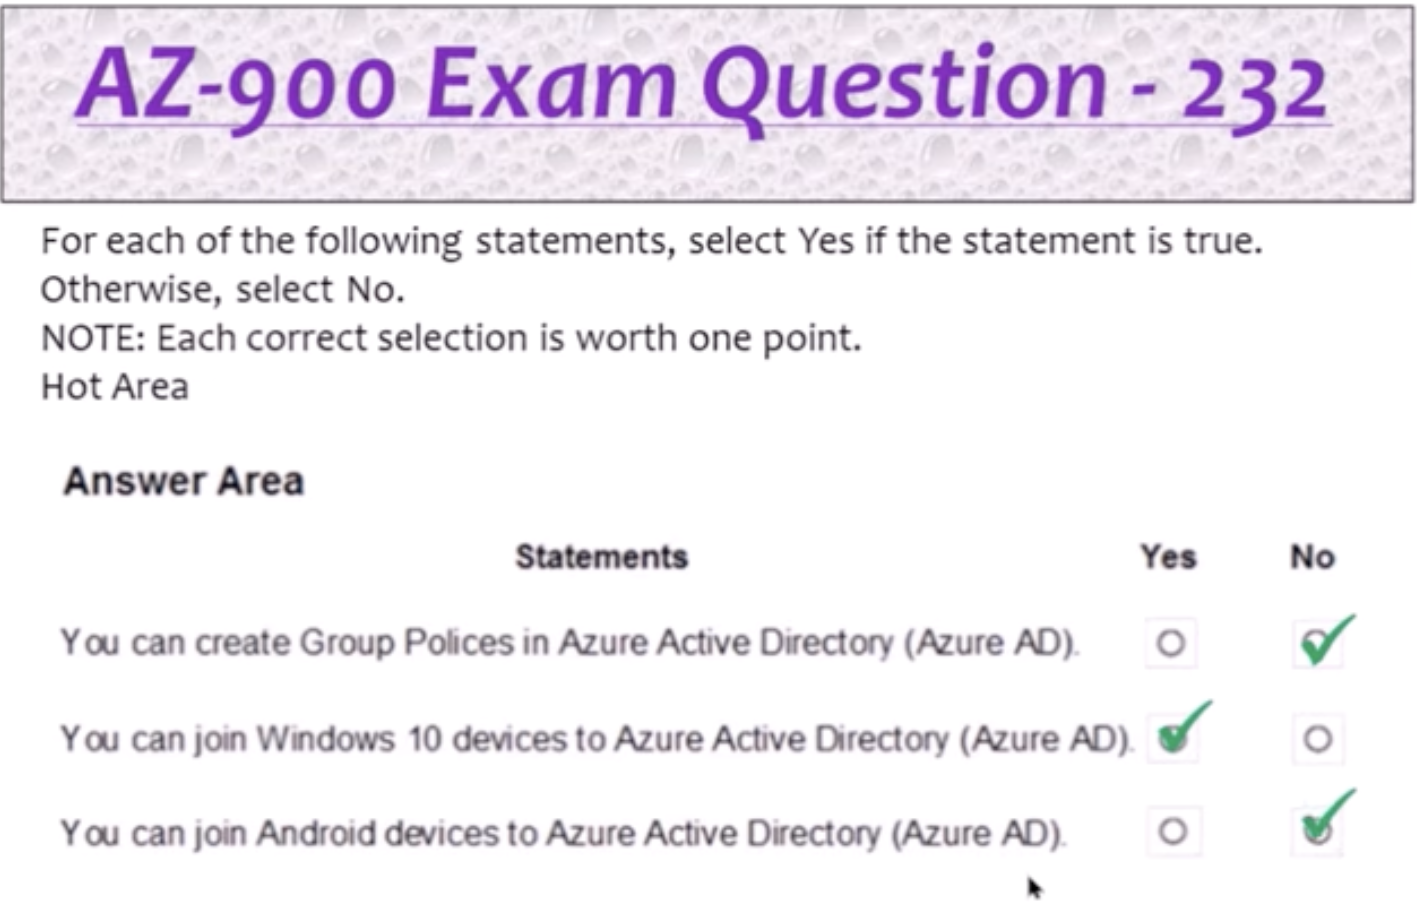 AZ-900 Exam Question - 232
For each of the following statements, select Yes if the statement is true.
Otherwise, select No.
NOTE: Each correct selection is worth one point.
Hot Area
Answer Area
Statements Yes No
You can create Group Polices in Azure Active Directory (Azure AD).
You can join Windows 10 devices to Azure Active Directory (Azure AD).
You can join Android devices to Azure Active Directory (Azure AD).